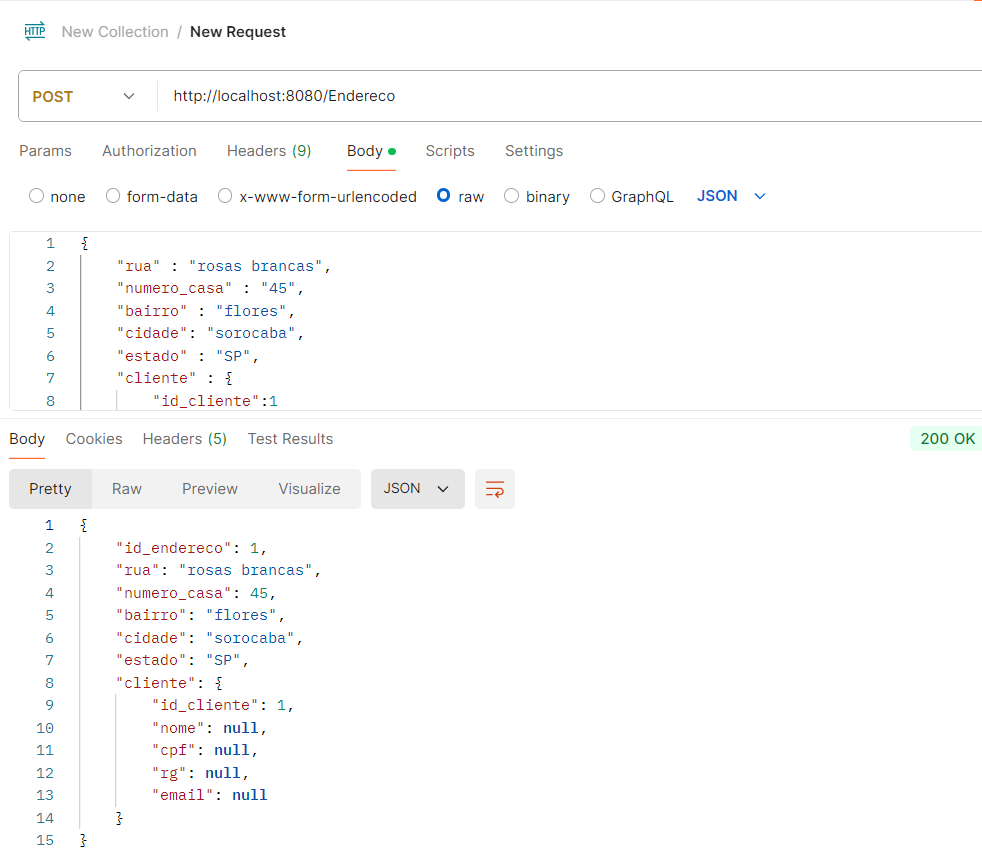 HTTP New Collection / New Request
POST http://localhost:8080/Endereco
Params Authorization Headers (9) Body Scripts Settings
none form-data x-www-form-urlencoded raw binary GraphQL JSON
1 {
2 "rua" : "rosas brancas",
3 "numero_casa" : "45",
4 "bairro" : "flores",
5 "cidade": "sorocaba",
6 "estado" : "SP",
7 "cliente" : {
8 "id_cliente":1
Body Cookies Headers (5) Test Results 200 OK
Pretty Raw Preview Visualize JSON
1 {
2 "id_endereco": 1,
3 "rua": "rosas brancas",
4 "numero_casa": 45,
5 "bairro": "flores",
6 "cidade": "sorocaba",
7 "estado": "SP",
8 "cliente": {
9 "id_cliente": 1,
10 "nome": null,
11 "cpf": null,
12 "rg": null,
13 "email": null
14 }
15 }